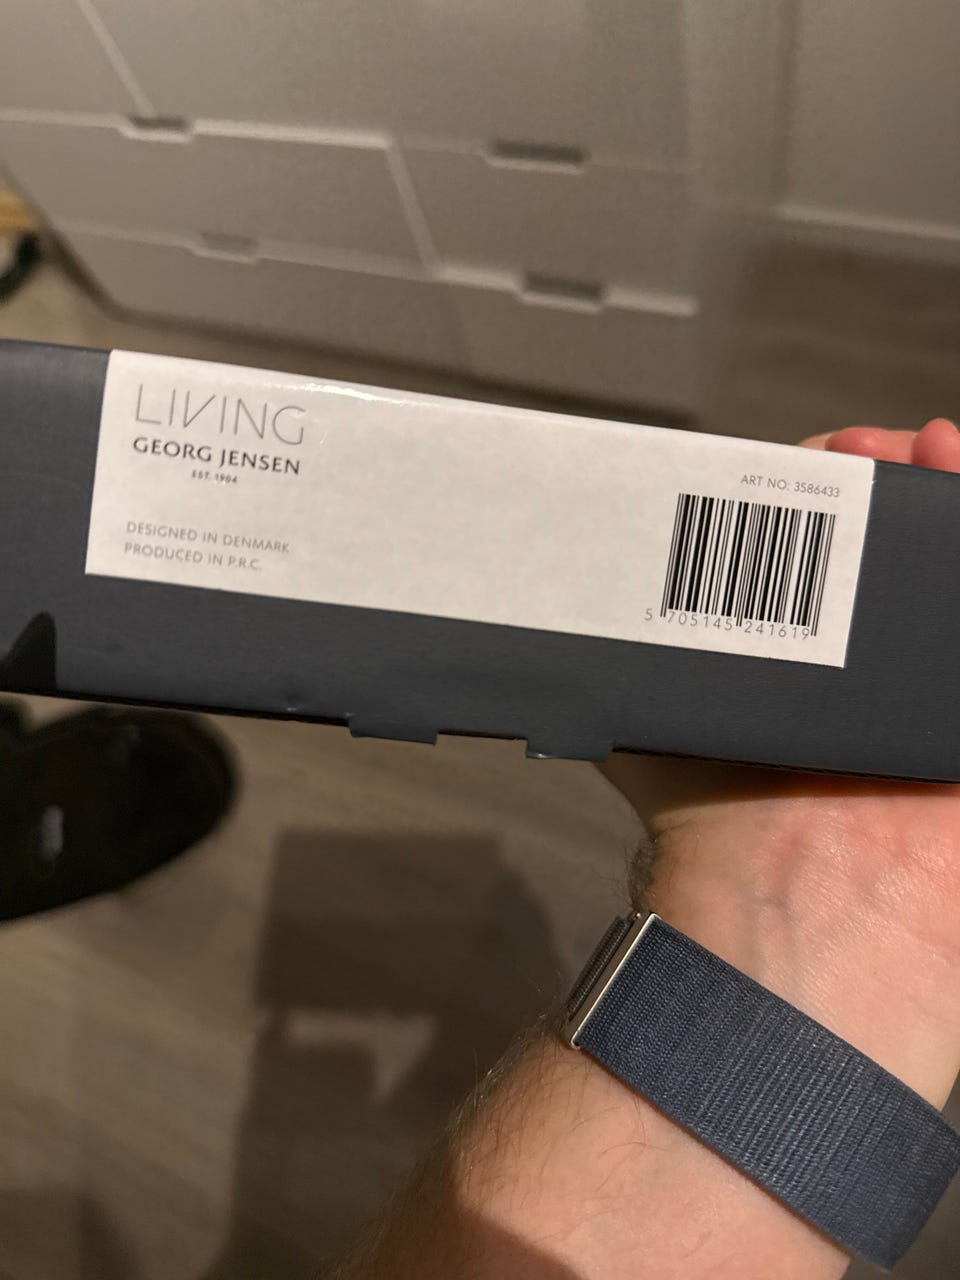 LIVING
GEORG JENSEN
EST. 1904
DESIGNED IN DENMARK
PRODUCED IN P.R.C.
ART NO: 3586433
5 705145 241619